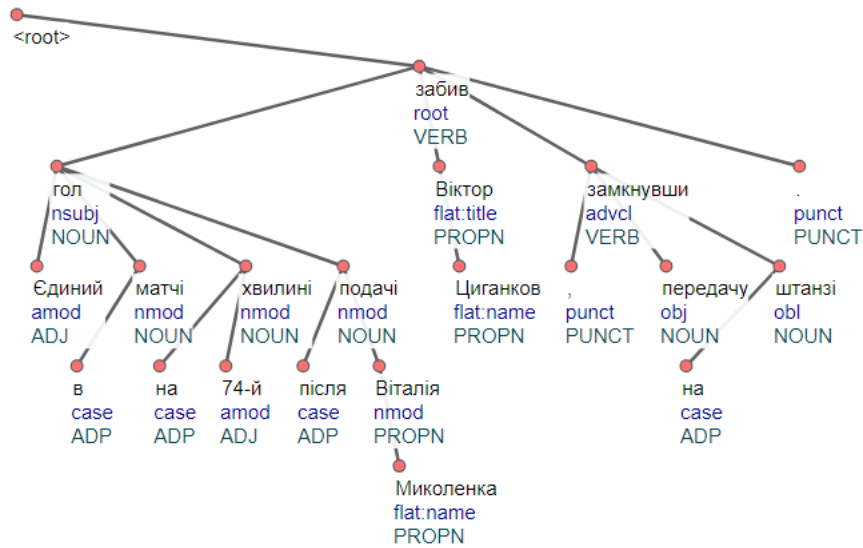 <root>
забив
root
VERB
гол
nsubj
NOUN
Віктор
flat:title
PROPN
замкнувши
advcl
VERB
.
punct
PUNCT
Єдиний
amod
ADJ
матчі
nmod
NOUN
хвилині
nmod
NOUN
подачі
nmod
NOUN
Циганков
flat:name
PROPN
,
punct
PUNCT
передачу
obj
NOUN
штанзі
obl
NOUN
в
case
ADP
на
case
ADP
74-й
amod
ADJ
після
case
ADP
Віталія
nmod
PROPN
на
case
ADP
Миколенка
flat:name
PROPN